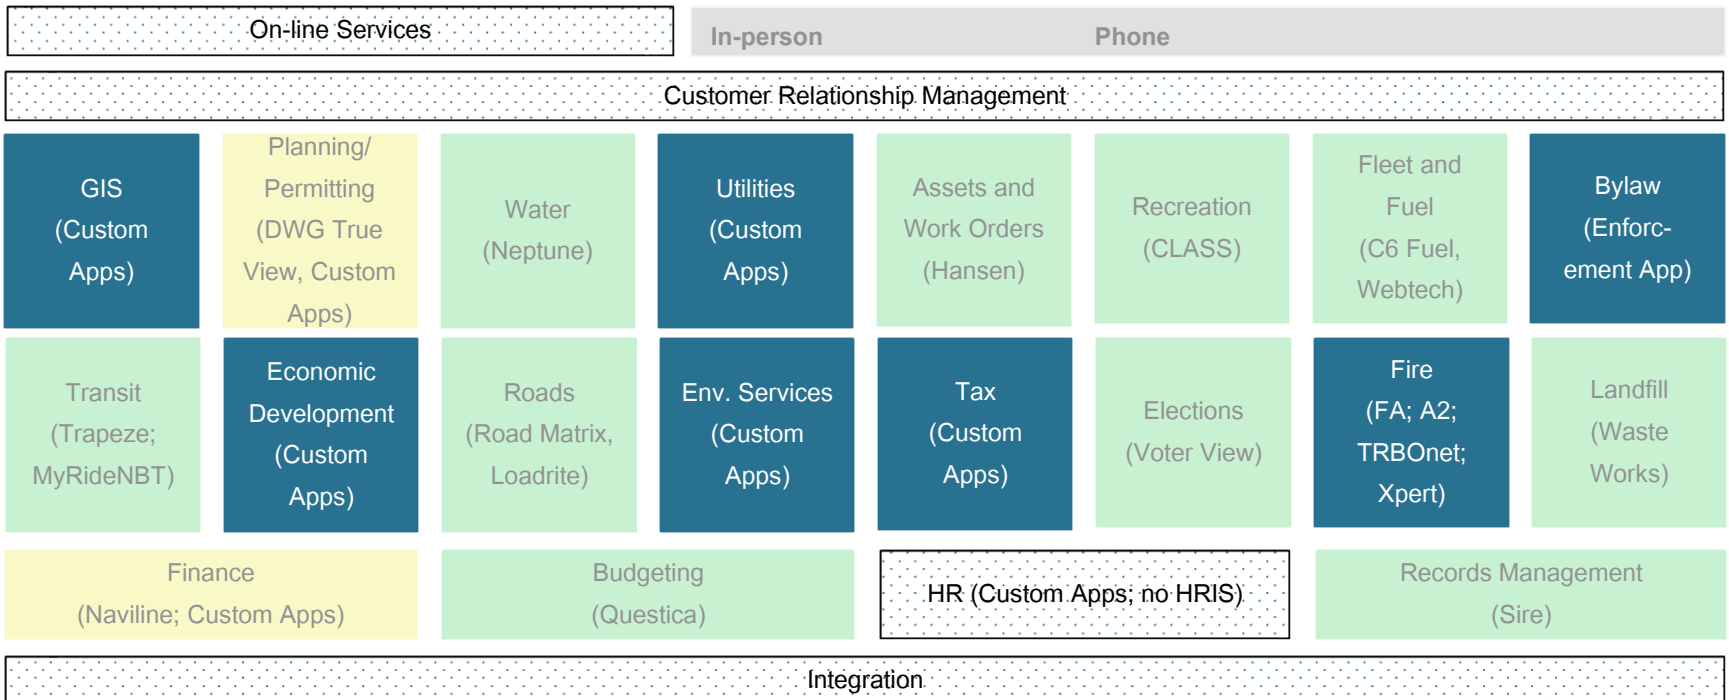 On-line Services
In-person
Phone
Customer Relationship Management
GIS
(Custom
Apps)
Planning/
Permitting
(DWG True
View, Custom
Apps)
Water
(Neptune)
Utilities
(Custom
Apps)
Assets and
Work Orders
(Hansen)
Recreation
(CLASS)
Fleet and
Fuel
(C6 Fuel,
Webtech)
Bylaw
(Enforc-
ement App)
Transit
(Trapeze;
MyRideNBT)
Economic
Development
(Custom
Apps)
Roads
(Road Matrix,
Loadrite)
Env. Services
(Custom
Apps)
Tax
(Custom
Apps)
Elections
(Voter View)
Fire
(FA; A2;
TRBOnet;
Xpert)
Landfill
(Waste
Works)
Finance
(Naviline; Custom Apps)
Budgeting
(Questica)
HR (Custom Apps; no HRIS)
Records Management
(Sire)
Integration